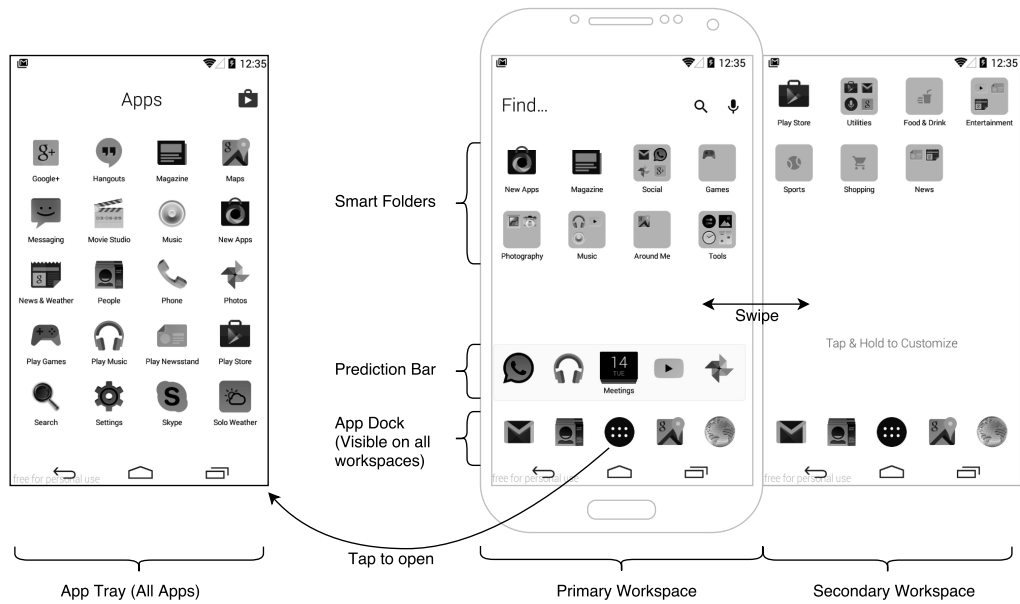 12:35
Apps
Google+ Hangouts Magazine Maps
Messaging Movie Studio Music New Apps
News & Weather People Phone Photos
Play Games Play Music Play Newsstand Play Store
Search Settings Skype Solo Weather
free for personal use
App Tray (All Apps)
Smart Folders
Prediction Bar
App Dock
(Visible on all
workspaces)
Tap to open
12:35
Find...
New Apps Magazine Social Games
Photography Music Around Me Tools
Swipe
14
TUE
Meetings
free for personal use
Primary Workspace
12:35
Play Store Utilities Food & Drink Entertainment
Sports Shopping News
Tap & Hold to Customize
free for personal use
Secondary Workspace